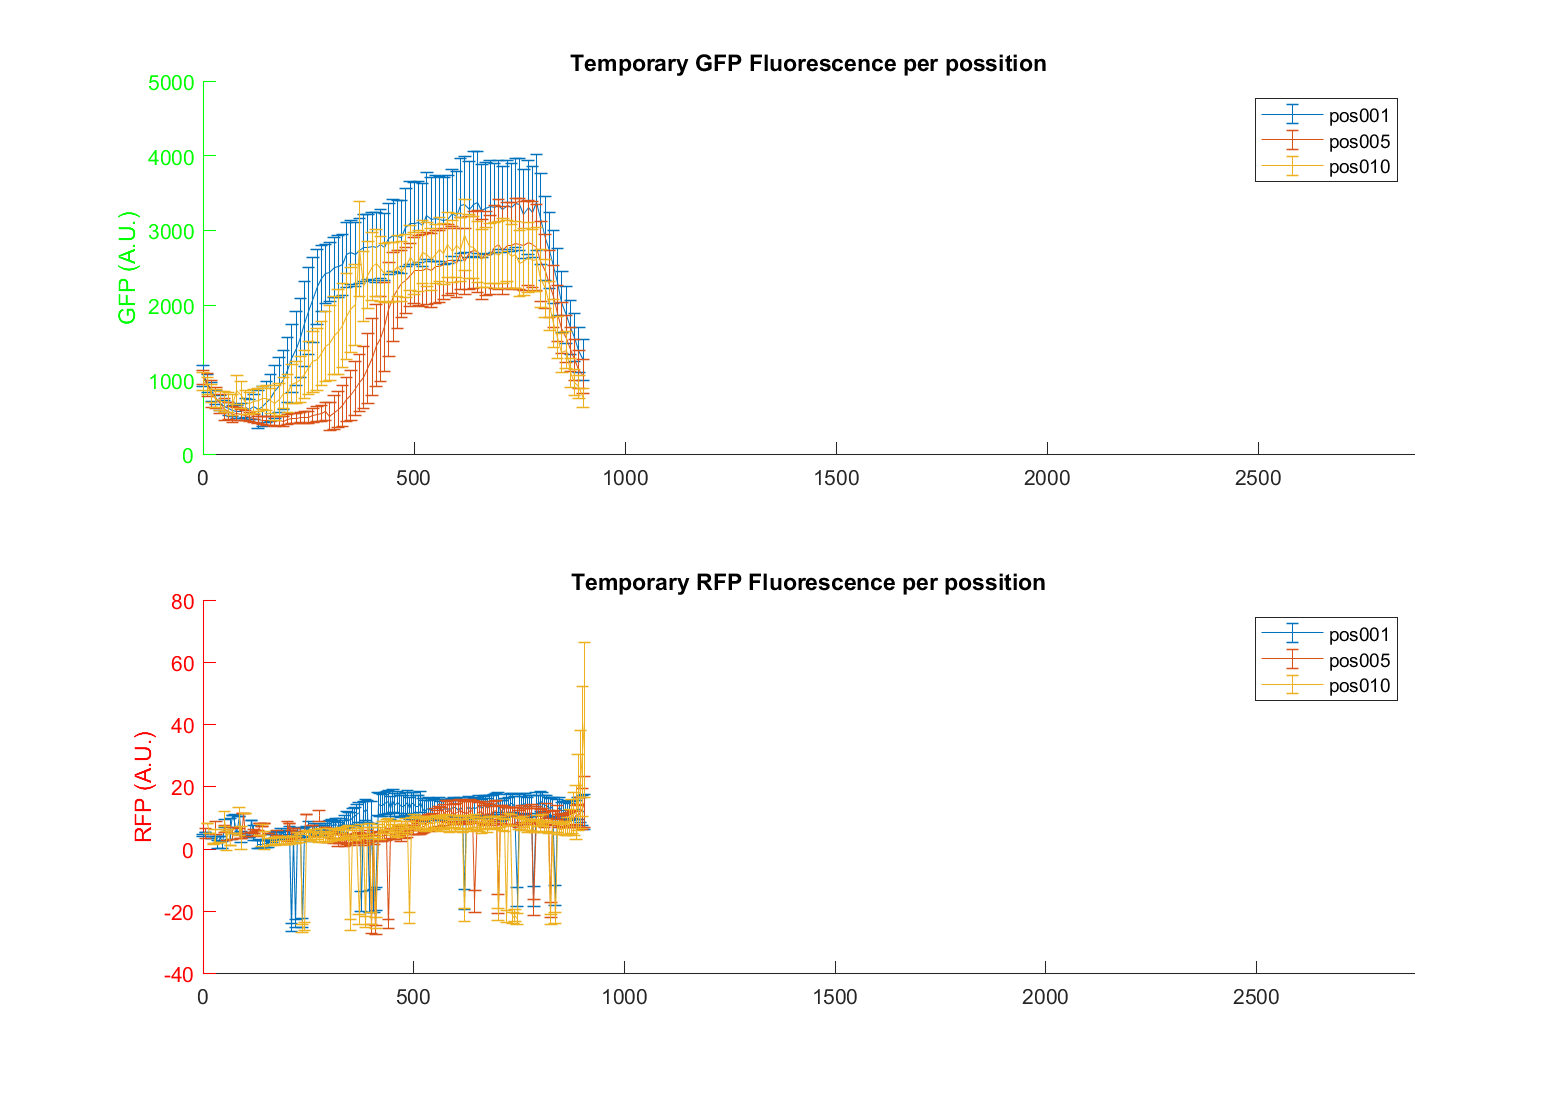 Temporary GFP Fluorescence per possition
5000
4000
3000
2000
1000
0
GFP (A.U.)
pos001
pos005
pos010
0 500 1000 1500 2000 2500
Temporary RFP Fluorescence per possition
80
60
40
20
0
-20
-40
RFP (A.U.)
pos001
pos005
pos010
0 500 1000 1500 2000 2500